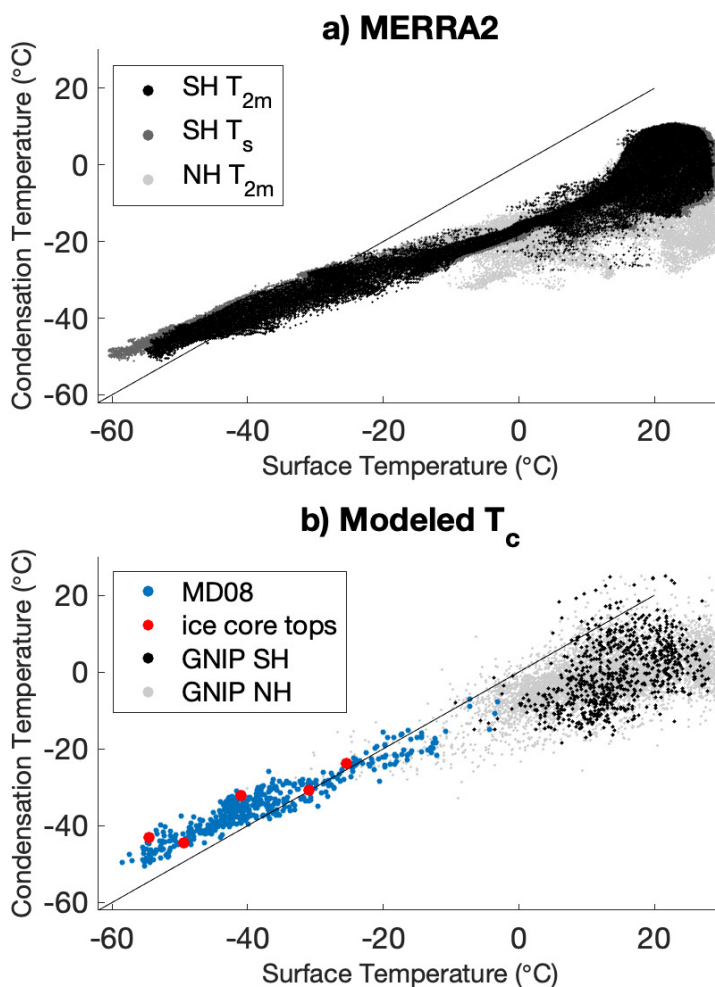 a) MERRA2
Condensation Temperature (°C)
20
0
-20
-40
-60
SH T2m
SH Ts
NH T2m
-60 -40 -20 0 20
Surface Temperature (°C)
b) Modeled Tc
Condensation Temperature (°C)
20
0
-20
-40
-60
MD08
ice core tops
GNIP SH
GNIP NH
-60 -40 -20 0 20
Surface Temperature (°C)